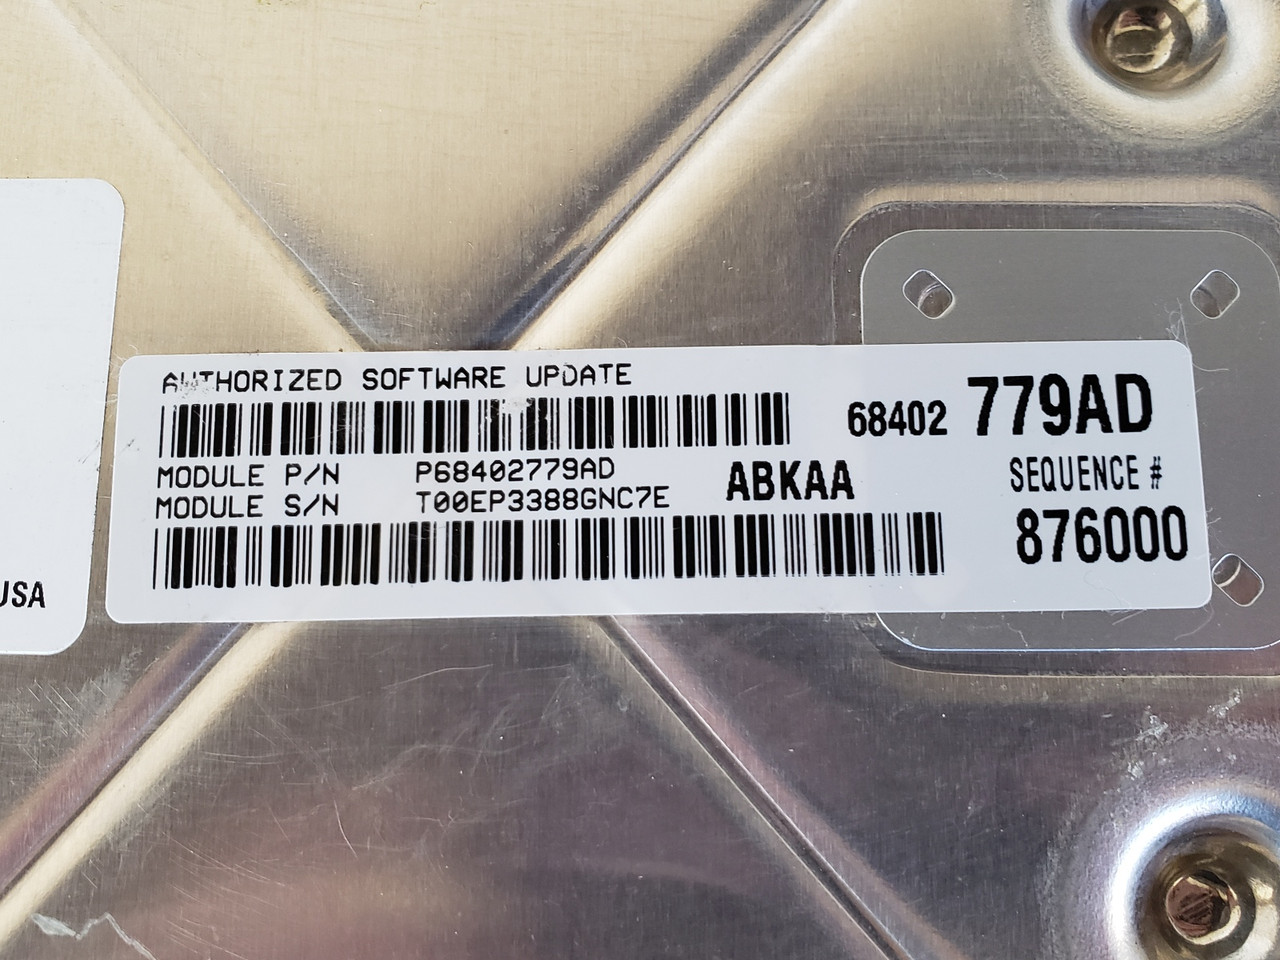 AUTHORIZED SOFTWARE UPDATE
68402 779AD
MODULE P/N P68402779AD
MODULE S/N T00EP3388GNC7E
ABKAA
SEQUENCE #
876000
USA